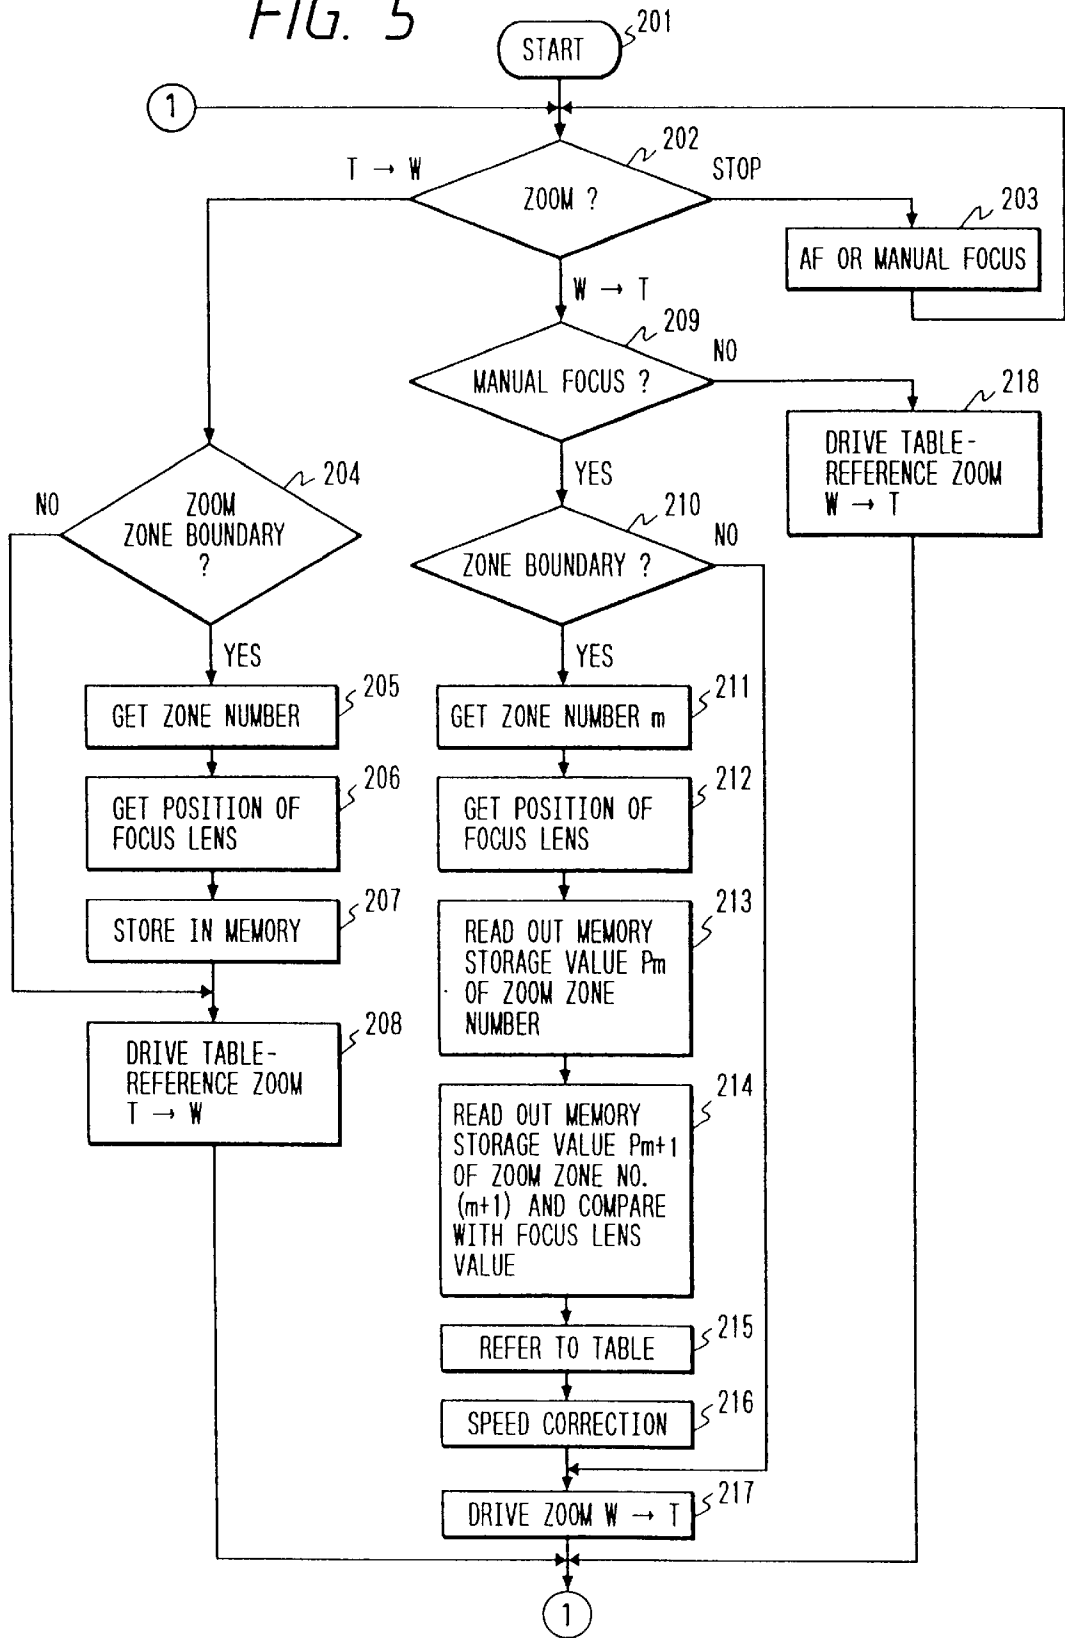 FIG. 5
START
201
1
202
T → W
ZOOM ?
STOP
203
AF OR MANUAL FOCUS
W → T
209
MANUAL FOCUS ?
NO
218
DRIVE TABLE-
REFERENCE ZOOM
W → T
YES
204
ZOOM
ZONE BOUNDARY
?
NO
YES
210
ZONE BOUNDARY ?
NO
YES
205
GET ZONE NUMBER
206
GET POSITION OF
FOCUS LENS
207
STORE IN MEMORY
208
DRIVE TABLE-
REFERENCE ZOOM
T → W
211
GET ZONE NUMBER m
212
GET POSITION OF
FOCUS LENS
213
READ OUT MEMORY
STORAGE VALUE Pm
OF ZOOM ZONE
NUMBER
214
READ OUT MEMORY
STORAGE VALUE Pm+1
OF ZOOM ZONE NO.
(m+1) AND COMPARE
WITH FOCUS LENS
VALUE
215
REFER TO TABLE
216
SPEED CORRECTION
217
DRIVE ZOOM W → T
1